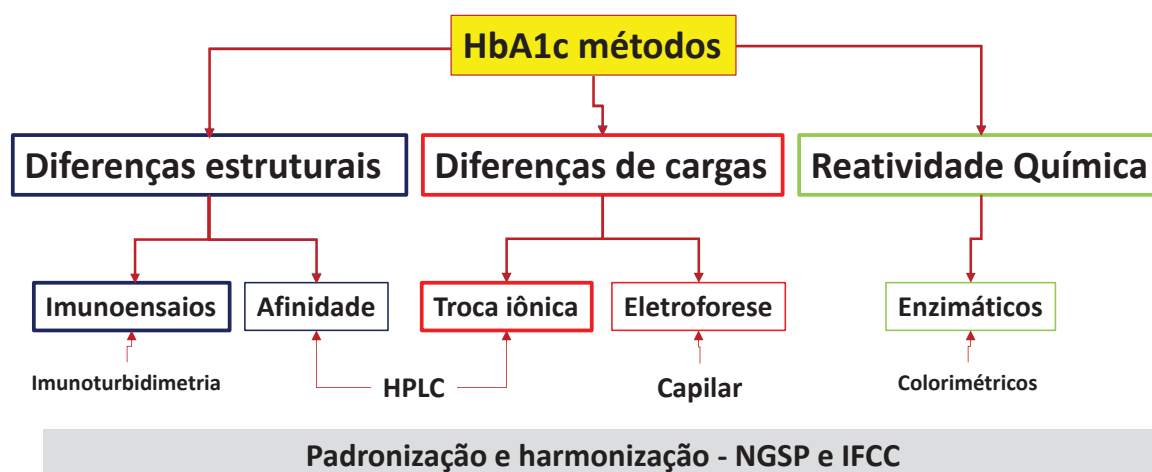 HbA1c métodos
Diferenças estruturais
Diferenças de cargas
Reatividade Química
Imunoensaios
Afinidade
Troca iônica
Eletroforese
Enzimáticos
Imunoturbidimetria
HPLC
Capilar
Colorimétricos
Padronização e harmonização - NGSP e IFCC